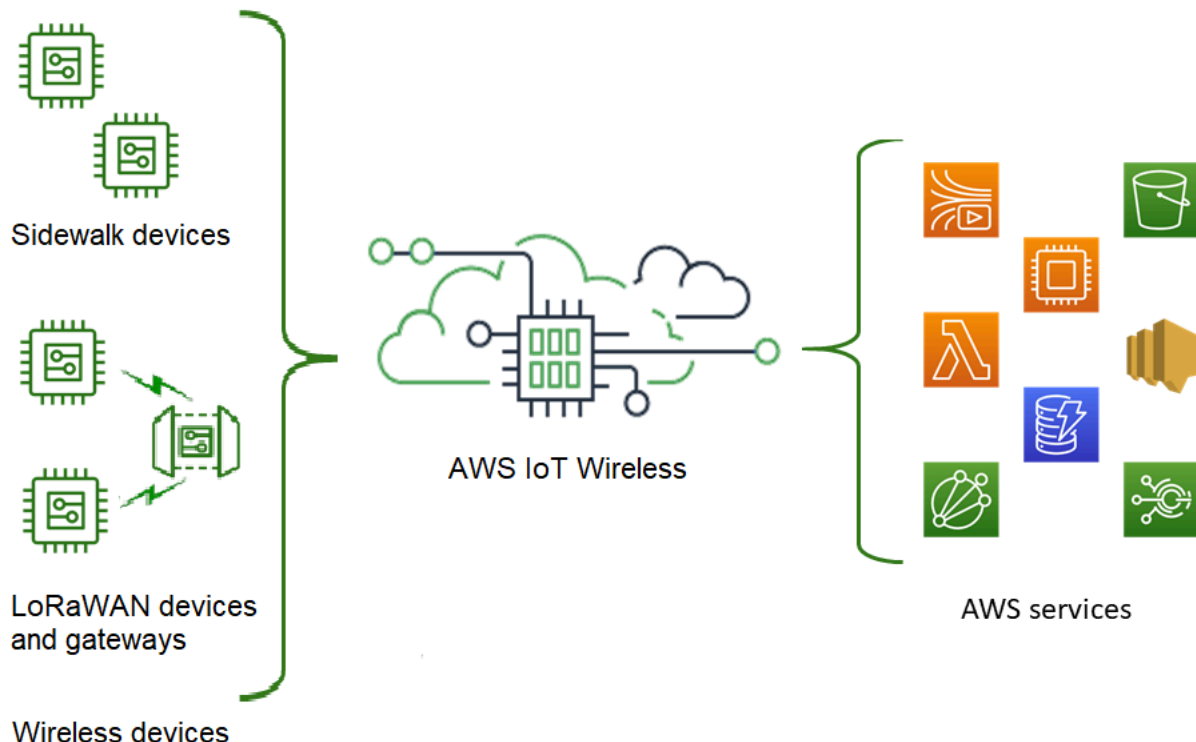 Sidewalk devices
AWS IoT Wireless
LoRaWAN devices
and gateways
AWS services
Wireless devices